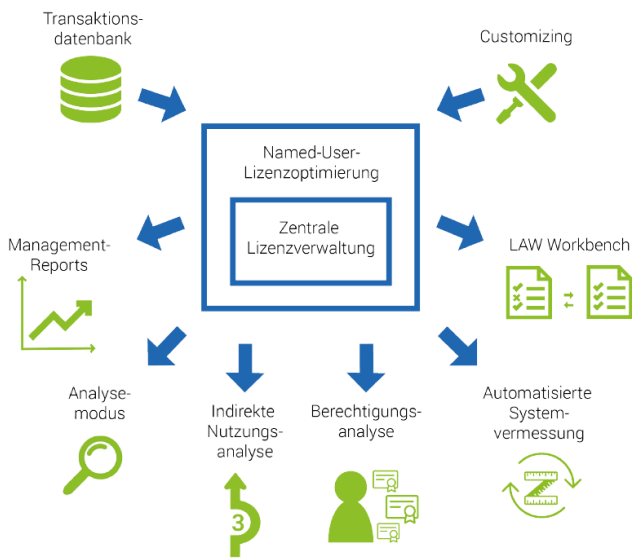 Transaktions-
datenbank
Customizing
Named-User-
Lizenzoptimierung
Zentrale
Lizenzverwaltung
Management-
Reports
LAW Workbench
Analyse-
modus
Indirekte
Nutzungs-
analyse
3
Berechtigungs-
analyse
Automatisierte
System-
vermessung